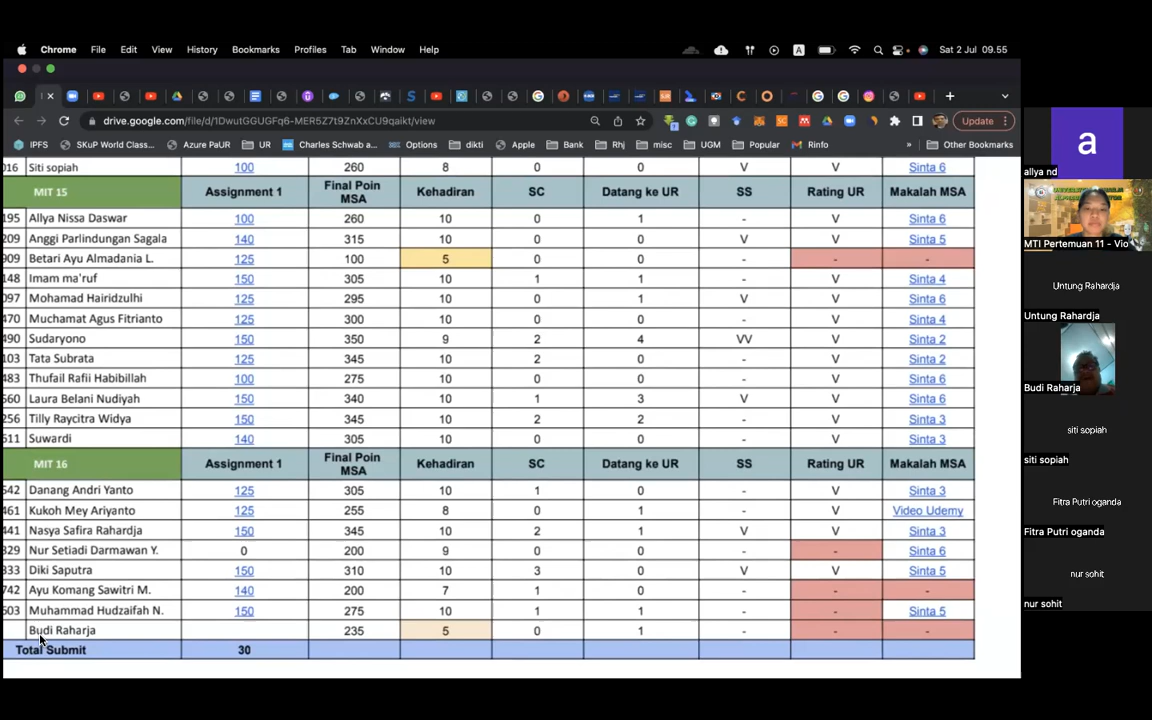 Chrome File Edit View History Bookmarks Profiles Tab Window Help A Sat 2 Jul 09.55
drive.google.com/file/d/1DwutGGUGFq6-MER5Z7t9ZnXxCU9qaikt/view Update
IPFS SKuP World Class... Azure PaUR UR Charles Schwab a... Options dikti Apple Bank Rhj misc UGM Popular Premium Rinfo » Other Bookmarks
016 Siti sopiah 100 260 8 0 0 V V Sinta 6
MIT 15 Assignment 1 Final Poin MSA Kehadiran SC Datang ke UR SS Rating UR Makalah MSA
195 Allya Nissa Daswar 100 260 10 0 1 - V Sinta 6
209 Anggi Parlindungan Sagala 140 315 10 0 0 V V Sinta 5
909 Betari Ayu Almadania L. 125 100 5 0 0 - - -
148 Imam ma'ruf 150 305 10 1 1 - V Sinta 4
097 Mohamad Hairidzulhi 125 295 10 0 1 V V Sinta 6
470 Muchamat Agus Fitrianto 125 300 10 0 0 - V Sinta 4
490 Sudaryono 150 350 9 2 4 VV V Sinta 2
103 Tata Subrata 125 345 10 2 0 - V Sinta 2
483 Thufail Rafii Habibillah 100 275 10 0 0 - V Sinta 6
560 Laura Belani Nudiyah 150 340 10 1 3 V V Sinta 6
256 Tilly Raycitra Widya 150 345 10 2 2 - V Sinta 3
511 Suwardi 140 305 10 0 0 - V Sinta 3
MIT 16 Assignment 1 Final Poin MSA Kehadiran SC Datang ke UR SS Rating UR Makalah MSA
542 Danang Andri Yanto 125 305 10 1 0 - V Sinta 3
461 Kukoh Mey Ariyanto 125 255 8 0 1 - V Video Udemy
441 Nasya Safira Rahardja 150 345 10 2 1 V V Sinta 3
329 Nur Setiadi Darmawan Y. 0 200 9 0 0 - - Sinta 6
333 Diki Saputra 150 310 10 3 0 V V Sinta 5
742 Ayu Komang Sawitri M. 140 200 7 0 1 - - -
503 Muhammad Hudzaifah N. 150 275 10 1 1 - - Sinta 5
Budi Raharja 235 5 0 1 - - -
Total Submit 30
a
allya nd
MTI Pertemuan 11 - Vio
Untung Rahardja
Untung Rahardja
Budi Raharja
siti sopiah
siti sopiah
Fitra Putri oganda
Fitra Putri oganda
nur sohit
nur sohit